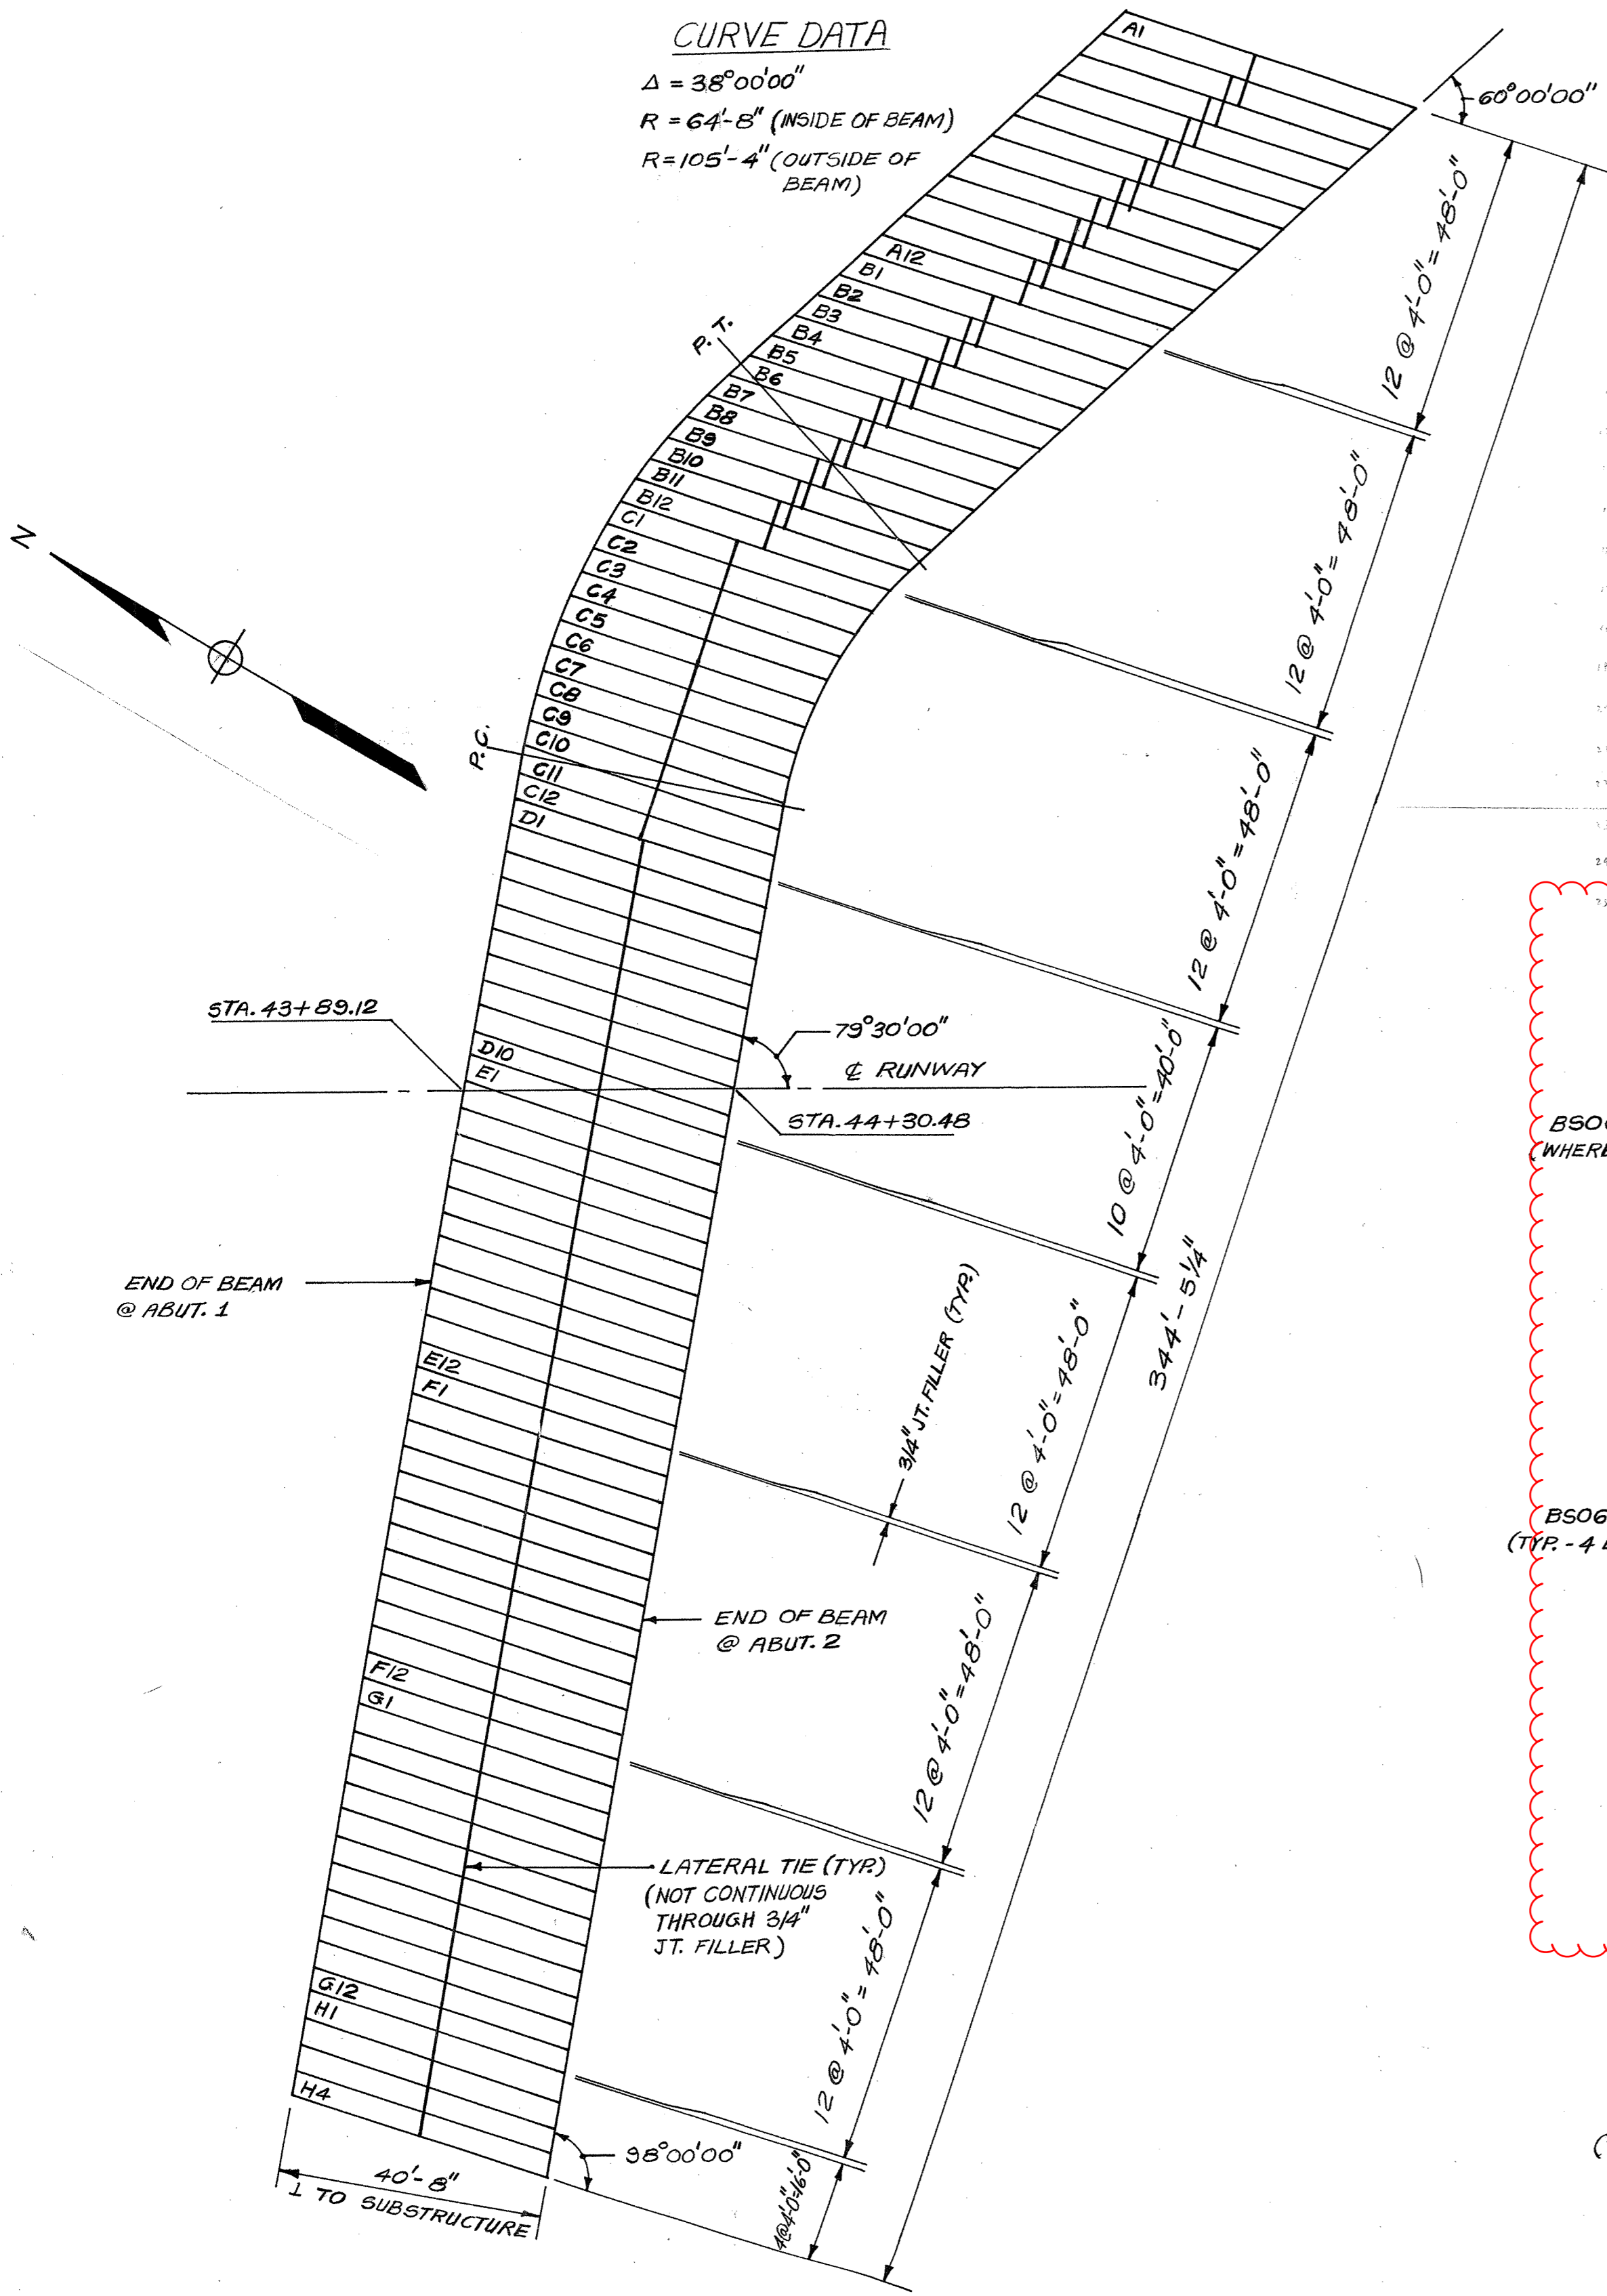 CURVE DATA
Δ = 38°00'00"
R = 64'-8" (INSIDE OF BEAM)
R = 105'-4" (OUTSIDE OF
BEAM)
60°00'00"
A1
A12
B1
B2
B3
B4
B5
B6
B7
B8
B9
B10
B11
B12
C1
C2
C3
C4
C5
C6
C7
C8
C9
C10
C11
C12
D1
P.T.
P.C.
N
12 @ 4'-0" = 48'-0"
12 @ 4'-0" = 48'-0"
12 @ 4'-0" = 48'-0"
10 @ 4'-0" = 40'-0"
344'-5 1/4"
STA. 43+89.12
79°30'00"
℄ RUNWAY
STA. 44+30.48
D10
E1
BSO
(WHERE
END OF BEAM
@ ABUT. 1
E12
F1
3/4" JT. FILLER (TYP.)
12 @ 4'-0" = 48'-0"
BSO6
(TYP. - 4
END OF BEAM
@ ABUT. 2
F12
G1
12 @ 4'-0" = 48'-0"
LATERAL TIE (TYP.)
(NOT CONTINUOUS
THROUGH 3/4"
JT. FILLER)
12 @ 4'-0" = 48'-0"
G12
H1
H4
98°00'00"
4@4'-0"=16'-0"
40'-8"
⊥ TO SUBSTRUCTURE